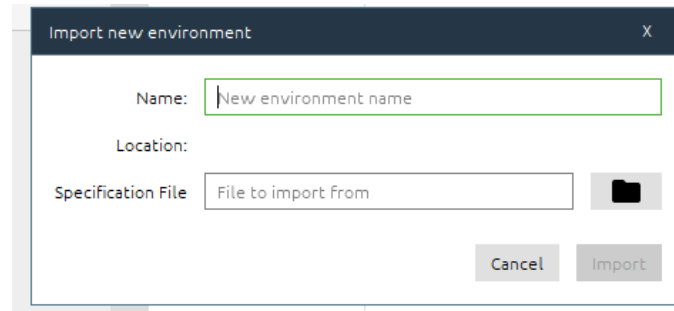 Import new environment X
Name: New environment name
Location:
Specification File File to import from
Cancel Import